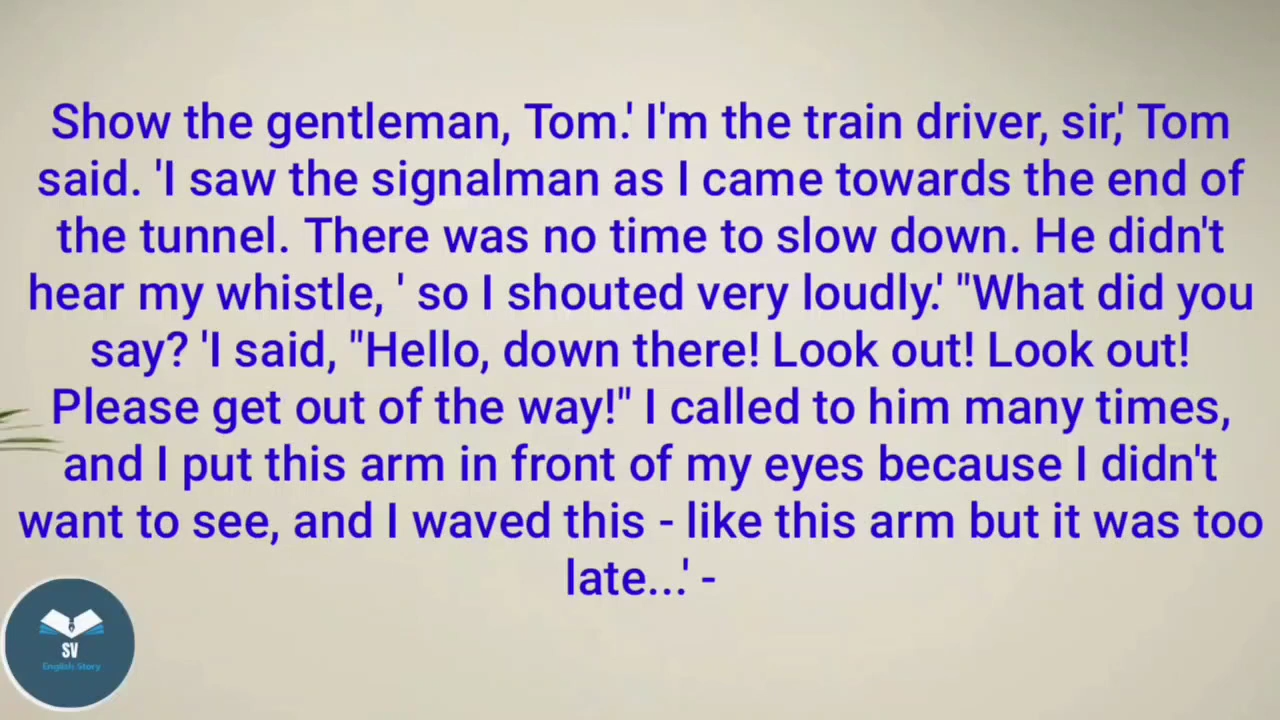 Show the gentleman, Tom.' I'm the train driver, sir,' Tom
said. 'I saw the signalman as I came towards the end of
the tunnel. There was no time to slow down. He didn't
hear my whistle, ' so I shouted very loudly.' "What did you
say? 'I said, "Hello, down there! Look out! Look out!
Please get out of the way!" I called to him many times,
and I put this arm in front of my eyes because I didn't
want to see, and I waved this - like this arm but it was too
late...' -
SV
English Story